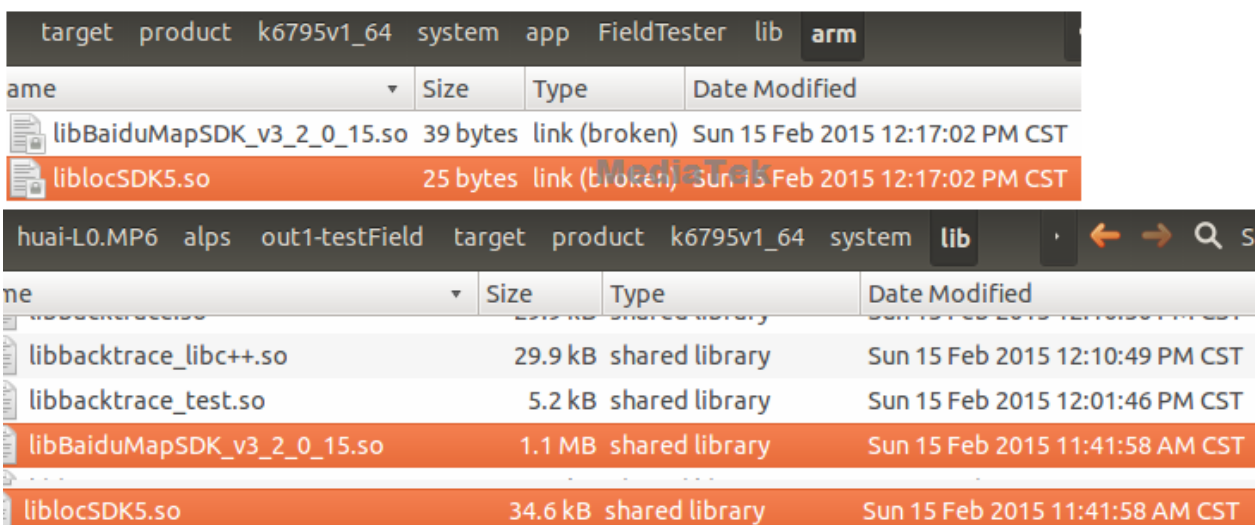 target product k6795v1_64 system app FieldTester lib arm
ame Size Type Date Modified
libBaiduMapSDK_v3_2_0_15.so 39 bytes link (broken) Sun 15 Feb 2015 12:17:02 PM CST
liblocSDK5.so 25 bytes link (broken) Sun 15 Feb 2015 12:17:02 PM CST
MediaTek
huai-L0.MP6 alps out1-testField target product k6795v1_64 system lib S
me Size Type Date Modified
libbacktrace_libc++.so 29.9 kB shared library Sun 15 Feb 2015 12:10:49 PM CST
libbacktrace_test.so 5.2 kB shared library Sun 15 Feb 2015 12:01:46 PM CST
libBaiduMapSDK_v3_2_0_15.so 1.1 MB shared library Sun 15 Feb 2015 11:41:58 AM CST
liblocSDK5.so 34.6 kB shared library Sun 15 Feb 2015 11:41:58 AM CST